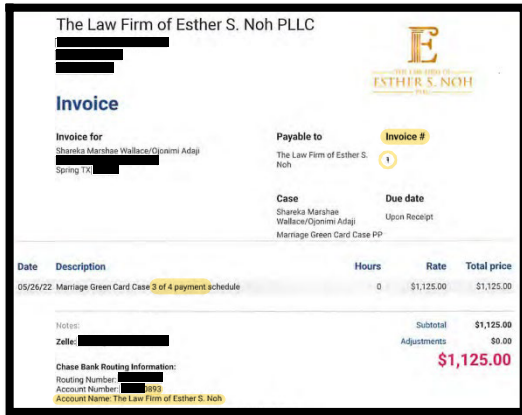 The Law Firm of Esther S. Noh PLLC
E
THE LAW FIRM OF
ESTHER S. NOH
PLLC
Invoice
Invoice for
Payable to
Invoice #
Shareka Marshae Wallace/Ojonimi Adaji
The Law Firm of Esther S.
Noh
1
Spring TX
Case
Due date
Shareka Marshae
Wallace/Ojonimi Adaji
Upon Receipt
Marriage Green Card Case PP
Date Description Hours Rate Total price
05/26/22 Marriage Green Card Case 3 of 4 payment schedule 0 $1,125.00 $1,125.00
Notes:
Subtotal $1,125.00
Zelle:
Adjustments $0.00
$1,125.00
Chase Bank Routing Information:
Routing Number:
Account Number: 0893
Account Name: The Law Firm of Esther S. Noh